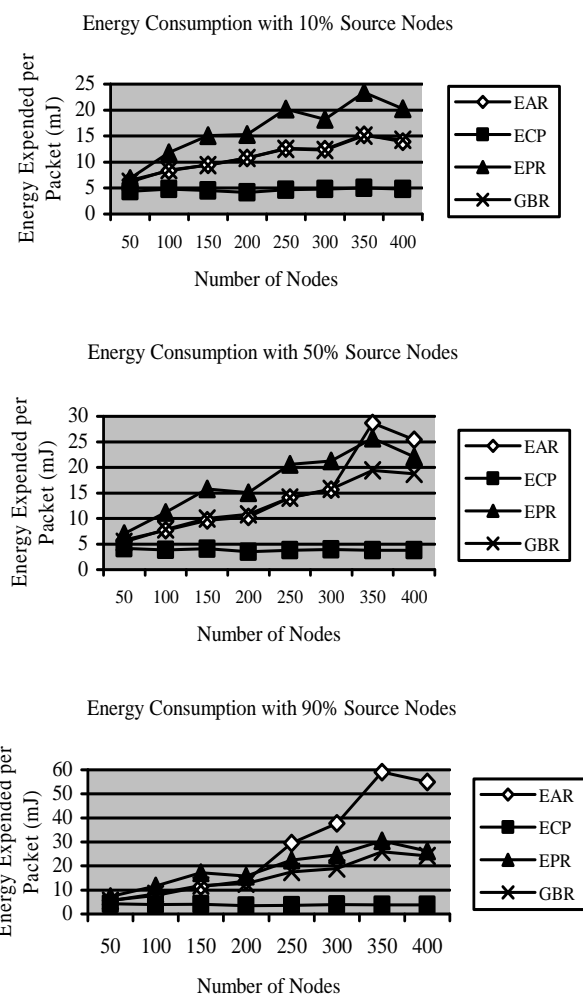 Energy Consumption with 10% Source Nodes
Energy Expended per
Packet (mJ)
25
20
15
10
5
0
50 100 150 200 250 300 350 400
Number of Nodes
EAR
ECP
EPR
GBR
Energy Consumption with 50% Source Nodes
Energy Expended per
Packet (mJ)
30
25
20
15
10
5
0
50 100 150 200 250 300 350 400
Number of Nodes
EAR
ECP
EPR
GBR
Energy Consumption with 90% Source Nodes
Energy Expended per
Packet (mJ)
60
50
40
30
20
10
0
50 100 150 200 250 300 350 400
Number of Nodes
EAR
ECP
EPR
GBR